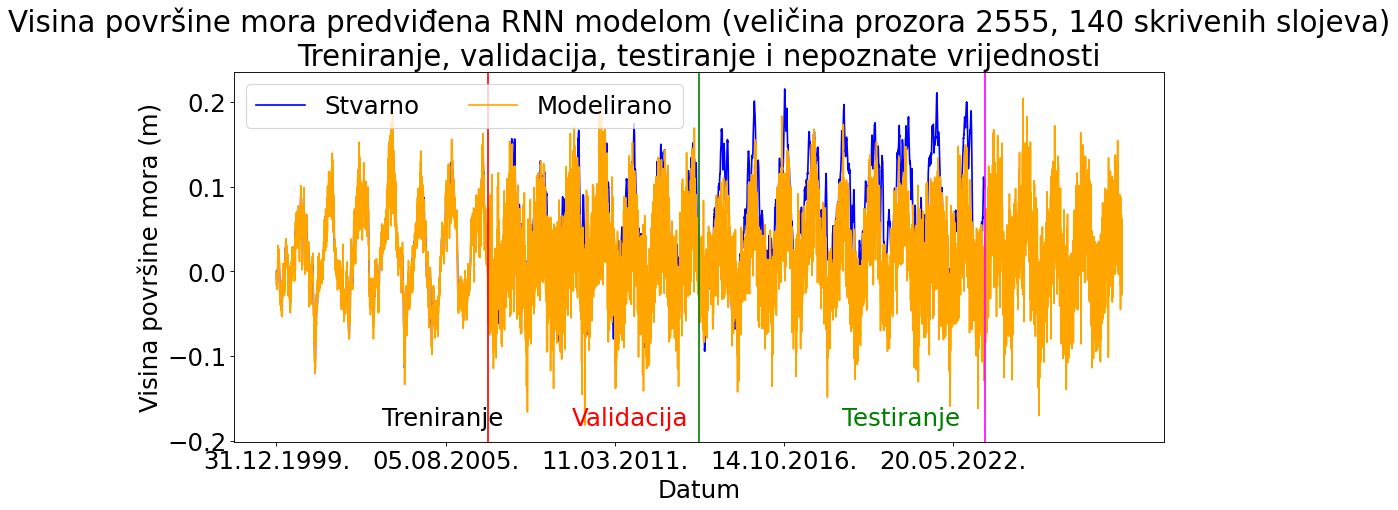 Visina površine mora predviđena RNN modelom (veličina prozora 2555, 140 skrivenih slojeva)
Treniranje, validacija, testiranje i nepoznate vrijednosti
Stvarno Modelirano
Visina površine mora (m)
0.2
0.1
0.0
−0.1
−0.2
Treniranje Validacija Testiranje
31.12.1999. 05.08.2005. 11.03.2011. 14.10.2016. 20.05.2022.
Datum